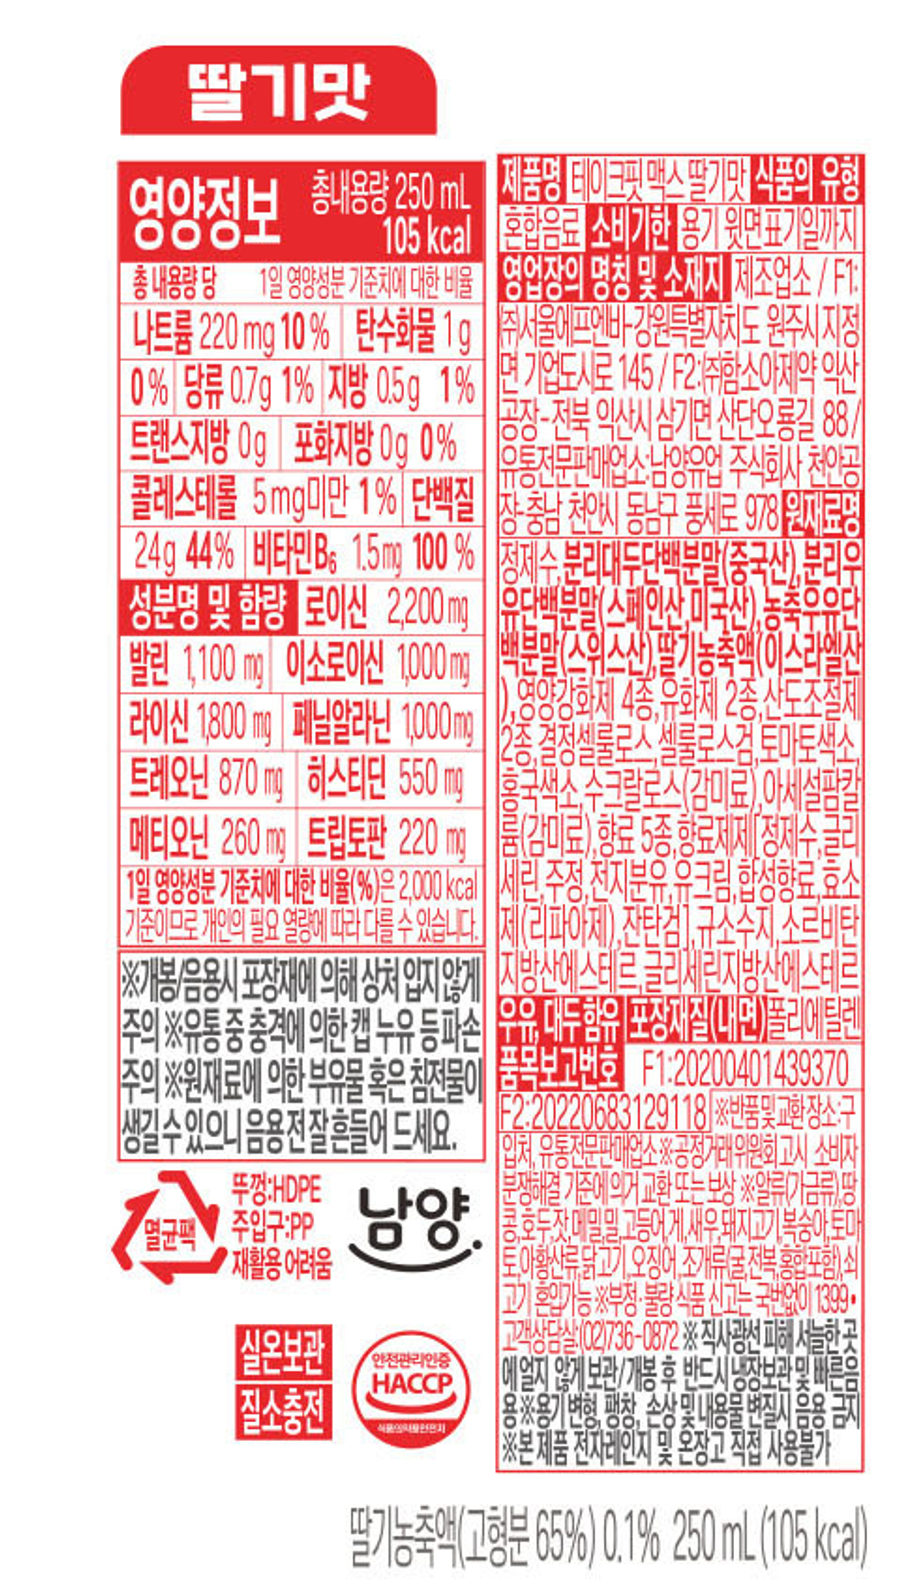 딸기맛
영양정보 총내용량 250 mL
105 kcal
총 내용량 당 1일 영양성분 기준치에 대한 비율
나트륨 220 mg 10 % 탄수화물 1 g
0 % 당류 0.7g 1% 지방 0.5 g 1 %
트랜스지방 0g 포화지방 0g 0 %
콜레스테롤 5 mg미만 1 % 단백질
24 g 44% 비타민B6 1.5mg 100 %
성분명 및 함량 로이신 2,200 mg
발린 1,100 mg 이소로이신 1,000 mg
라이신 1,800 mg 페닐알라닌 1,000mg
트레오닌 870 mg 히스티딘 550 mg
메티오닌 260 mg 트립토판 220 mg
1일 영양성분 기준치에 대한 비율(%)은 2,000 kcal
기준이므로 개인의 필요 열량에 따라 다를 수 있습니다.
※개봉/음용시 포장재에 의해 상처 입지 않게
주의 ※유통 중 충격에 의한 캡 누유 등 파손
주의 ※원재료에 의한 부유물 혹은 침전물이
생길 수 있으니 음용 전 잘 흔들어 드세요.
멸균팩
뚜껑:HDPE
주입구:PP
재활용 어려움
남양
실온보관
질소충전
안전관리인증
HACCP
식품의약품안전처
제품명 테이크핏 맥스 딸기맛 식품의 유형
혼합음료 소비기한 용기 윗면 표기일까지
영업장의 명칭 및 소재지 제조업소 / F1:
㈜서울에프엔비-강원특별자치도 원주시 지정
면 기업도시로 145 / F2:㈜함소아제약 익산
공장-전북 익산시 삼기면 산단오룡길 88 /
유통전문판매업소:남양유업 주식회사 천안공
장-충남 천안시 동남구 풍세로 978 원재료명
정제수,분리대두단백분말(중국산),분리우
유단백분말(스페인산,미국산),농축우유단
백분말(스위스산),딸기농축액(이스라엘산
),영양강화제 4종,유화제 2종,산도조절제
2종,결정셀룰로스,셀룰로스검,토마토색소,
홍국색소,수크랄로스(감미료),아세설팜칼
륨(감미료),향료 5종,향료제제[정제수,글리
세린,주정,전지분유,유크림,합성향료,효소
제(리파아제),잔탄검],규소수지,소르비탄
지방산에스테르,글리세린지방산에스테르
우유, 대두함유 포장재질(내면) 폴리에틸렌
품목보고번호 F1:20200401439370
F2:20220683129118 ※반품 및 교환 장소:구
입처, 유통전문판매업소 ※공정거래위원회 고시 소비자
분쟁해결 기준에 의거 교환 또는 보상 ※알류(가금류),땅
콩,호두,잣,메밀,밀,고등어,게,새우,돼지고기,복숭아,토마
토,아황산류,닭고기,오징어,조개류(굴,전복,홍합포함),쇠
고기 혼입가능 ※부정·불량식품 신고는 국번없이 1399 •
고객상담실:(02)736-0872 ※ 직사광선 피해 서늘한 곳
에 얼지 않게 보관/개봉 후 반드시 냉장보관 및 빠른음
용 ※용기 변형, 팽창, 손상 및 내용물 변질시 음용 금지
※본 제품 전자레인지 및 온장고 직접 사용불가
딸기농축액(고형분 65%) 0.1% 250 mL (105 kcal)